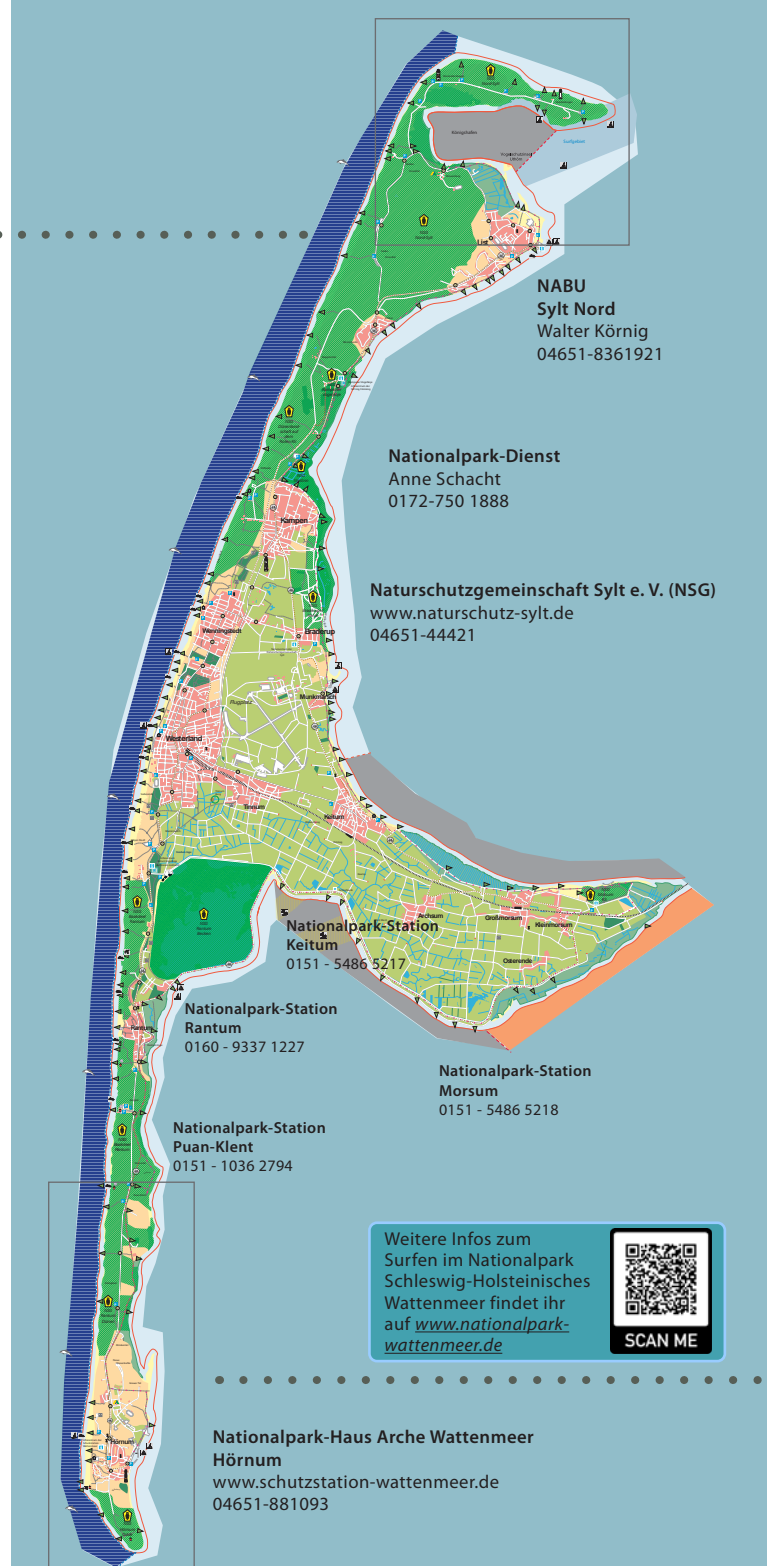 Königshafen
Surfgebiet
List
NABU
Sylt Nord
Walter Körnig
04651-8361921
Nationalpark-Dienst
Anne Schacht
0172-750 1888
Kampen
Naturschutzgemeinschaft Sylt e. V. (NSG)
www.naturschutz-sylt.de
04651-44421
Wenningstedt
Braderup
Munkmarsch
Flugplatz
Westerland
Tinnum
Keitum
Archsum
Großmorsum
Kleinmorsum
Osterende
Nationalpark-Station
Keitum
0151 - 5486 5217
Nationalpark-Station
Rantum
0160 - 9337 1227
Rantum
Nationalpark-Station
Morsum
0151 - 5486 5218
Nationalpark-Station
Puan-Klent
0151 - 1036 2794
Weitere Infos zum
Surfen im Nationalpark
Schleswig-Holsteinisches
Wattenmeer findet ihr
auf www.nationalpark-
wattenmeer.de
SCAN ME
Hörnum
Nationalpark-Haus Arche Wattenmeer
Hörnum
www.schutzstation-wattenmeer.de
04651-881093